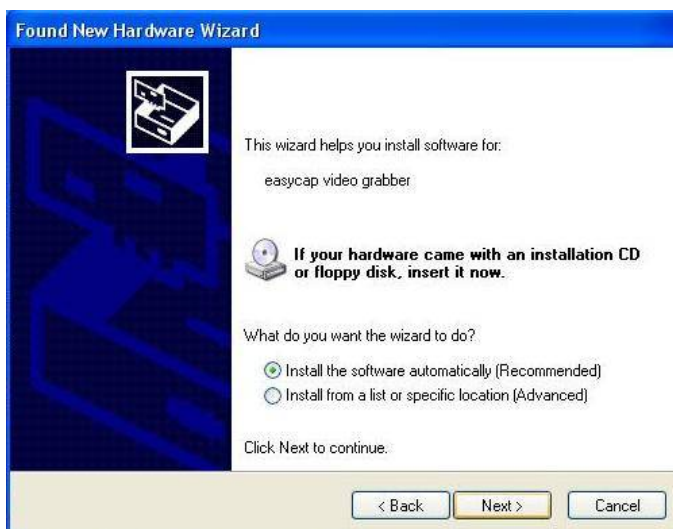 Found New Hardware Wizard
This wizard helps you install software for:
easycap video grabber
If your hardware came with an installation CD
or floppy disk, insert it now.
What do you want the wizard to do?
Install the software automatically (Recommended)
Install from a list or specific location (Advanced)
Click Next to continue.
< Back Next > Cancel